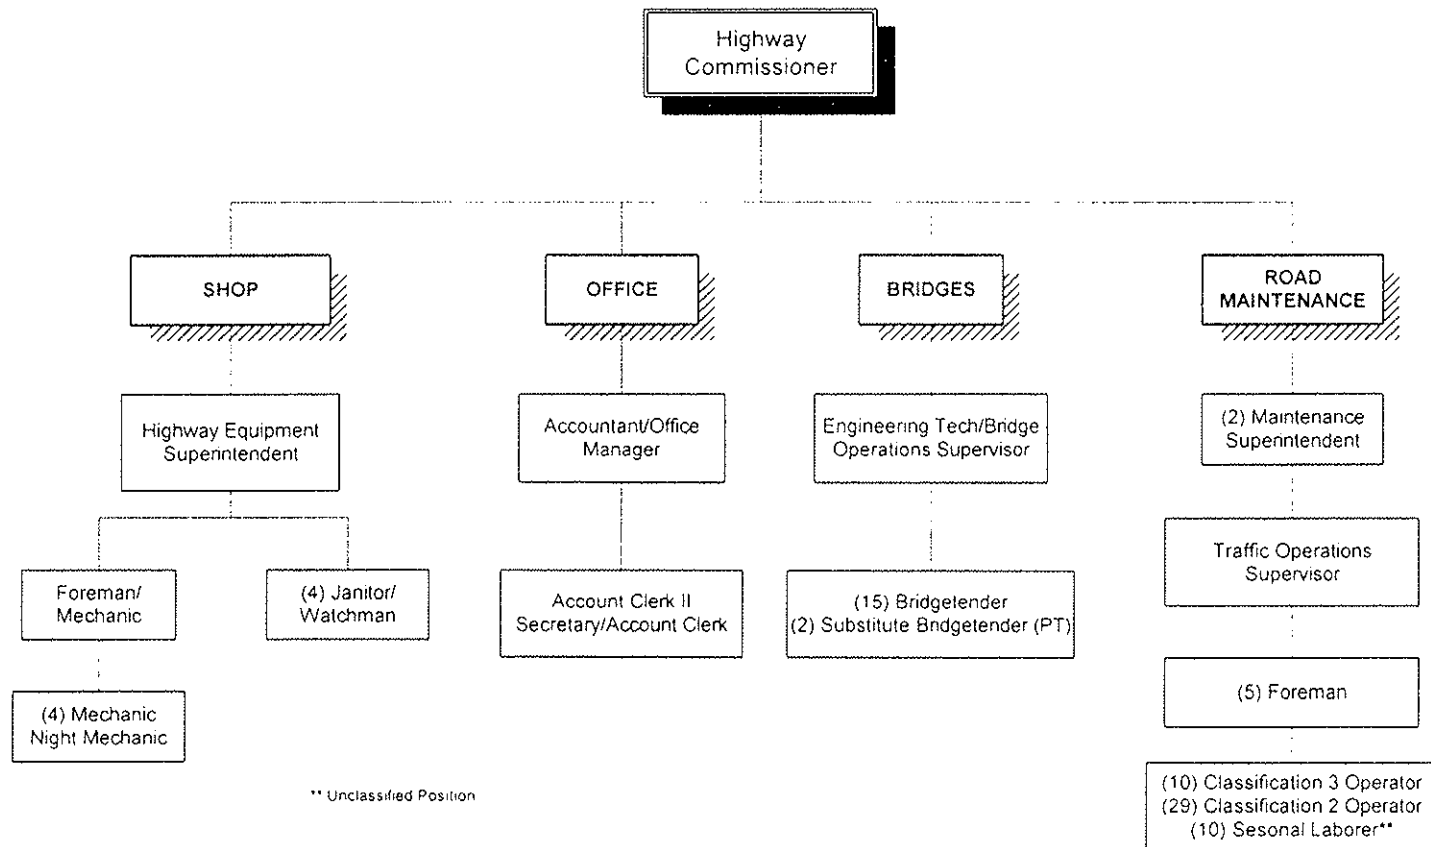 Highway
Commissioner
SHOP
OFFICE
BRIDGES
ROAD
MAINTENANCE
Highway Equipment
Superintendent
Accountant/Office
Manager
Engineering Tech/Bridge
Operations Supervisor
(2) Maintenance
Superintendent
Traffic Operations
Supervisor
Foreman/
Mechanic
(4) Janitor/
Watchman
Account Clerk II
Secretary/Account Clerk
(15) Bridgetender
(2) Substitute Bridgetender (PT)
(5) Foreman
(4) Mechanic
Night Mechanic
(10) Classification 3 Operator
(29) Classification 2 Operator
(10) Sesonal Laborer**
** Unclassified Position